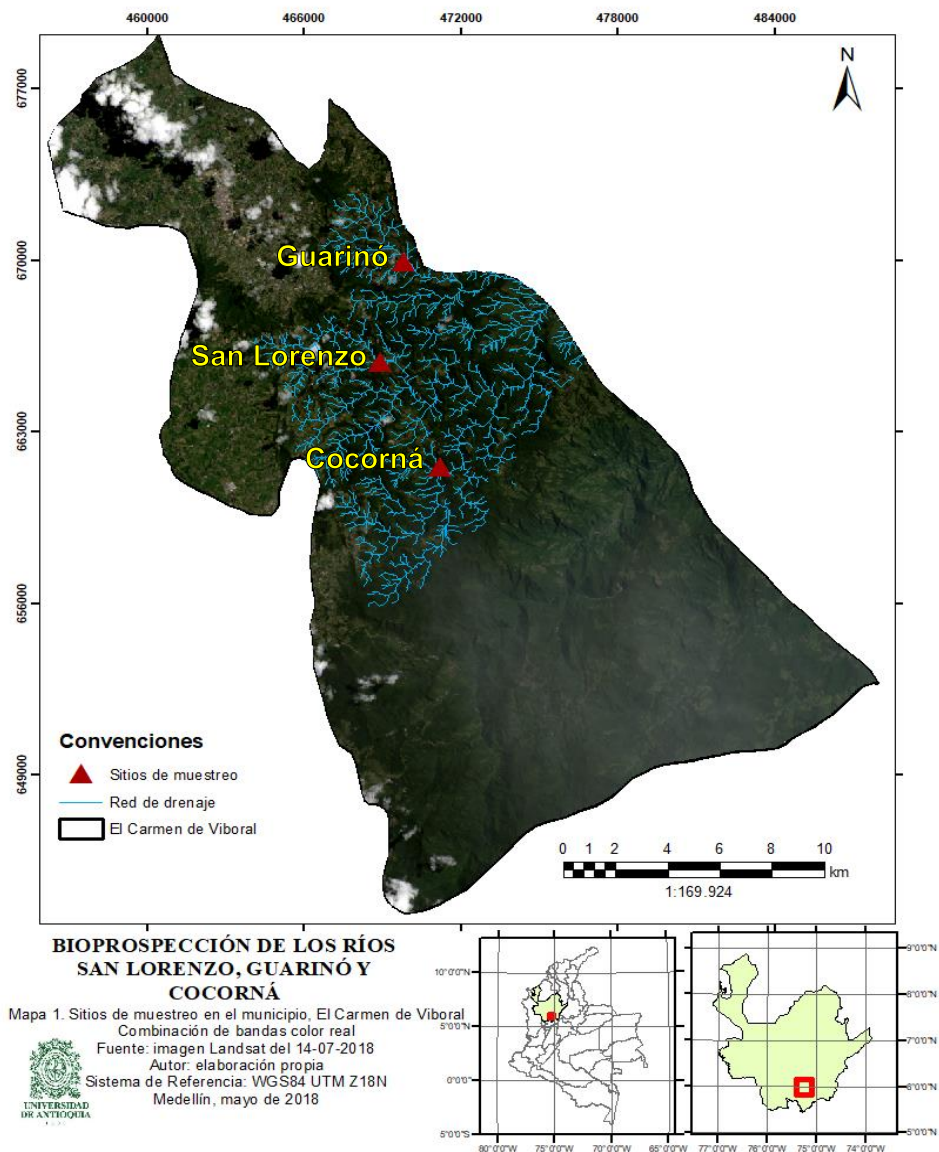 460000 466000 472000 478000 484000
677000
670000
663000
656000
649000
N
Guarinó
San Lorenzo
Cocorná
Convenciones
Sitios de muestreo
Red de drenaje
El Carmen de Viboral
0 1 2 4 6 8 10
km
1:169.924
BIOPROSPECCIÓN DE LOS RÍOS
SAN LORENZO, GUARINÓ Y
COCORNÁ
Mapa 1. Sitios de muestreo en el municipio, El Carmen de Viboral
Combinación de bandas color real
Fuente: imagen Landsat del 14-07-2018
Autor: elaboración propia
Sistema de Referencia: WGS84 UTM Z18N
Medellín, mayo de 2018
UNIVERSIDAD
DE ANTIOQUIA
10°0'0"N
5°0'0"N
0°0'0"
5°0'0"S
80°0'0"W 75°0'0"W 70°0'0"W 65°0'0"W
9°0'0"N
8°0'0"N
7°0'0"N
6°0'0"N
5°0'0"N
77°0'0"W 76°0'0"W 75°0'0"W 74°0'0"W